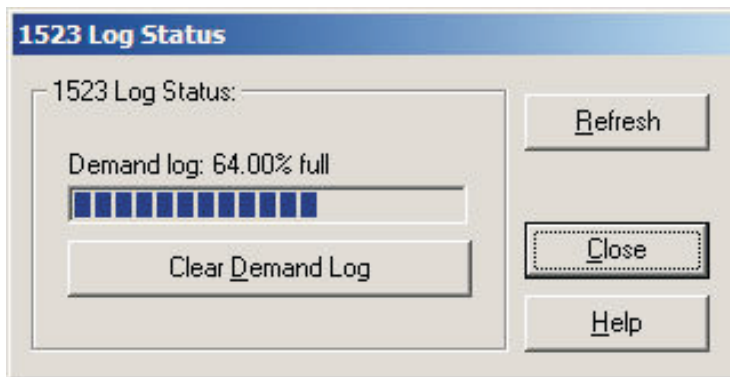 1523 Log Status
1523 Log Status:
Refresh
Demand log: 64.00% full
Clear Demand Log
Close
Help